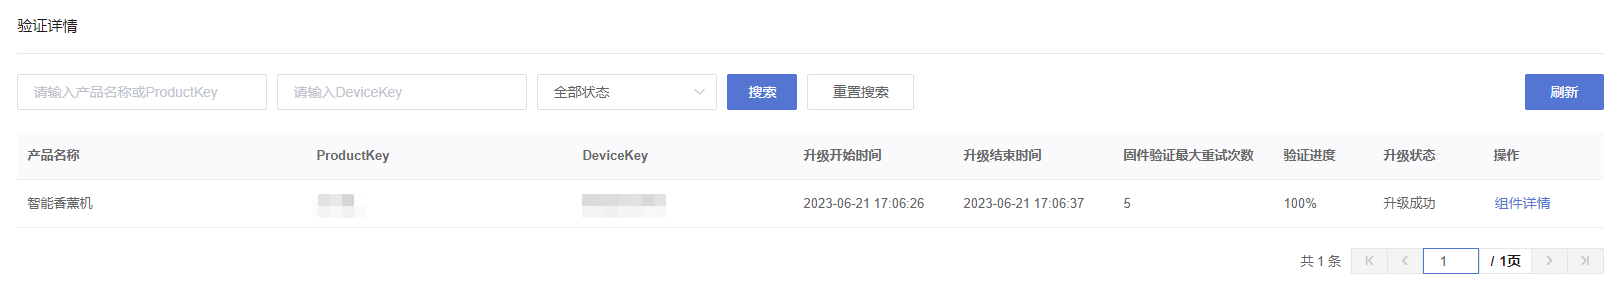 验证详情
请输入产品名称或ProductKey 请输入DeviceKey 全部状态 搜索 重置搜索 刷新
产品名称 ProductKey DeviceKey 升级开始时间 升级结束时间 固件验证最大重试次数 验证进度 升级状态 操作
智能香薰机 2023-06-21 17:06:26 2023-06-21 17:06:37 5 100% 升级成功 组件详情
共 1 条 1 / 1页